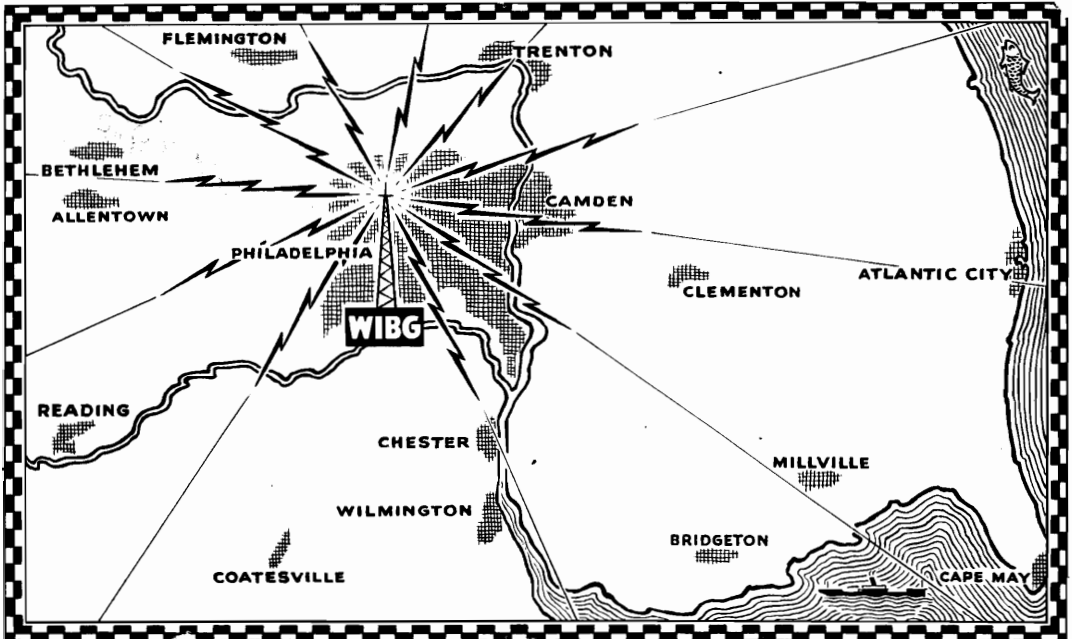 FLEMINGTON
TRENTON
BETHLEHEM
ALLENTOWN
CAMDEN
PHILADELPHIA
ATLANTIC CITY
CLEMENTON
WIBG
READING
CHESTER
MILLVILLE
WILMINGTON
BRIDGETON
COATESVILLE
CAPE MAY